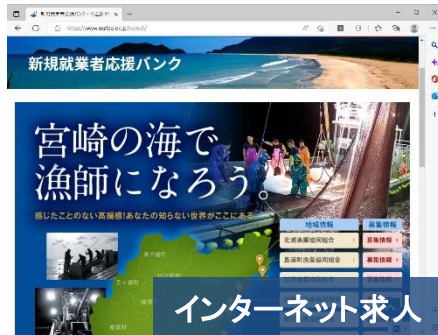 新規就業者応援バンク
宮崎の海で
漁師になろう。
感じたことのない高揚感!あなたの知らない世界がここにある
地域情報
募集情報
北浦漁業協同組合
募集情報
島浦町漁業協同組合
募集情報
インターネット求人